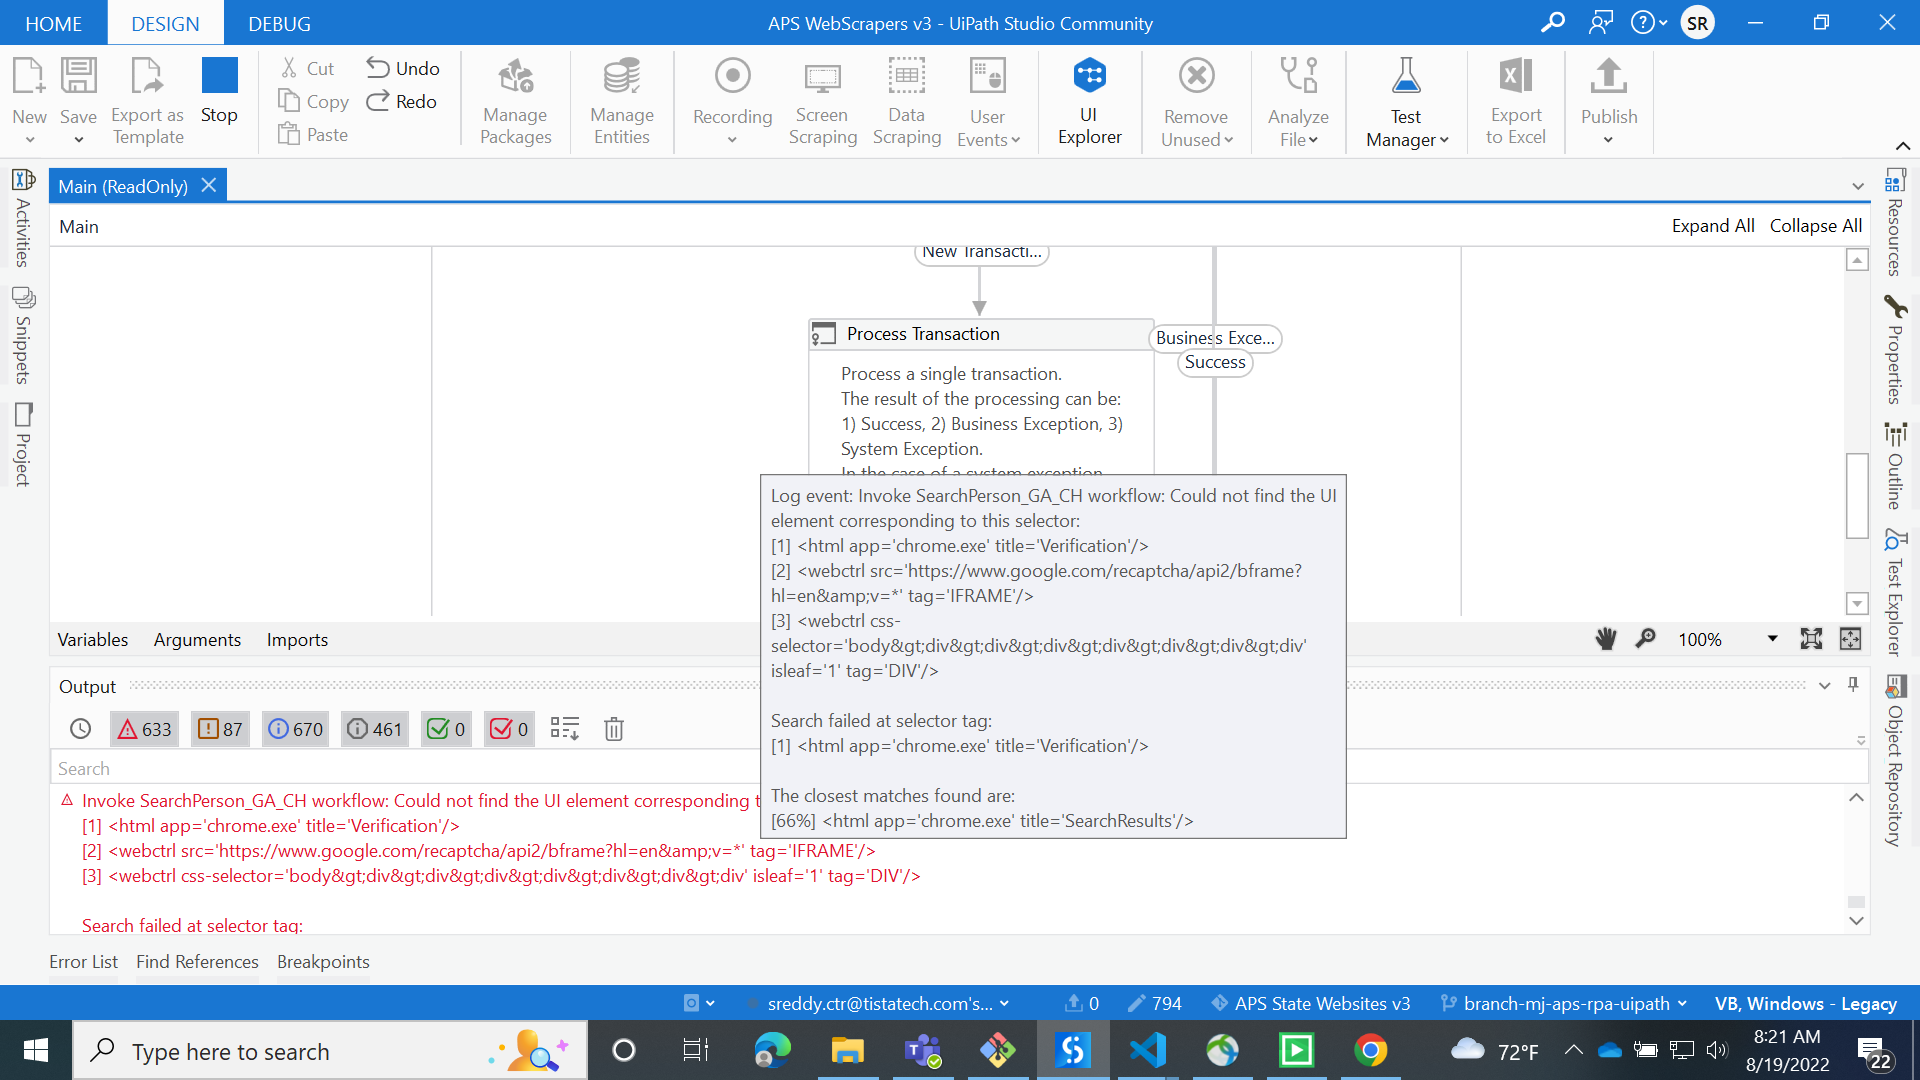 HOME DESIGN DEBUG APS WebScrapers v3 - UiPath Studio Community SR
New Save Export as Template Stop Cut Copy Paste Undo Redo Manage Packages Manage Entities Recording Screen Scraping Data Scraping User Events UI Explorer Remove Unused Analyze File Test Manager Export to Excel Publish
Main (ReadOnly)
Main Expand All Collapse All
Activities
Snippets
Project
Resources
Properties
Outline
Test Explorer
Object Repository
New Transacti...
Process Transaction
Business Exce...
Success
Process a single transaction.
The result of the processing can be:
1) Success, 2) Business Exception, 3)
System Exception.
In the case of a system exception
Log event: Invoke SearchPerson_GA_CH workflow: Could not find the UI
element corresponding to this selector:
[1] <html app='chrome.exe' title='Verification'/>
[2] <webctrl src='https://www.google.com/recaptcha/api2/bframe?
hl=en&amp;v=*' tag='IFRAME'/>
[3] <webctrl css-
selector='body&gt;div&gt;div&gt;div&gt;div&gt;div&gt;div&gt;div'
isleaf='1' tag='DIV'/>
Search failed at selector tag:
[1] <html app='chrome.exe' title='Verification'/>
The closest matches found are:
[66%] <html app='chrome.exe' title='SearchResults'/>
Variables Arguments Imports 100%
Output
633 87 670 461 0 0
Search
Invoke SearchPerson_GA_CH workflow: Could not find the UI element corresponding t
[1] <html app='chrome.exe' title='Verification'/>
[2] <webctrl src='https://www.google.com/recaptcha/api2/bframe?hl=en&amp;v=*' tag='IFRAME'/>
[3] <webctrl css-selector='body&gt;div&gt;div&gt;div&gt;div&gt;div&gt;div&gt;div' isleaf='1' tag='DIV'/>
Search failed at selector tag:
Error List Find References Breakpoints
sreddy.ctr@tistatech.com's... 0 794 APS State Websites v3 branch-mj-aps-rpa-uipath VB, Windows - Legacy
Type here to search 72°F 8:21 AM
8/19/2022 22